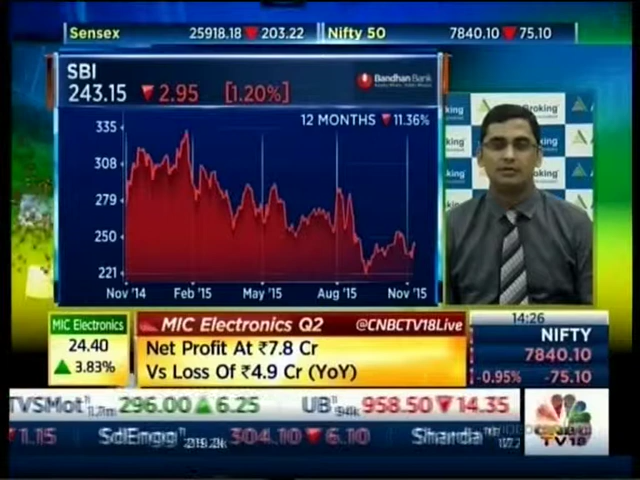 Sensex 25918.18 203.22 Nifty 50 7840.10 75.10
SBI
243.15 2.95 [1.20%]
Bandhan Bank
12 MONTHS 11.36%
335
308
279
250
221
Nov '14 Feb '15 May '15 Aug '15 Nov '15
king Broking
MIC Electronics
24.40
3.83%
MIC Electronics Q2 @CNBCTV18Live
Net Profit At ₹7.8 Cr
Vs Loss Of ₹4.9 Cr (YoY)
14:26
NIFTY
7840.10
-0.95% -75.10
TVSMot 296.00 6.25 UB 958.50 14.35
1.15 SdEngg 304.10 6.10 Sharda
CNBC
TV18